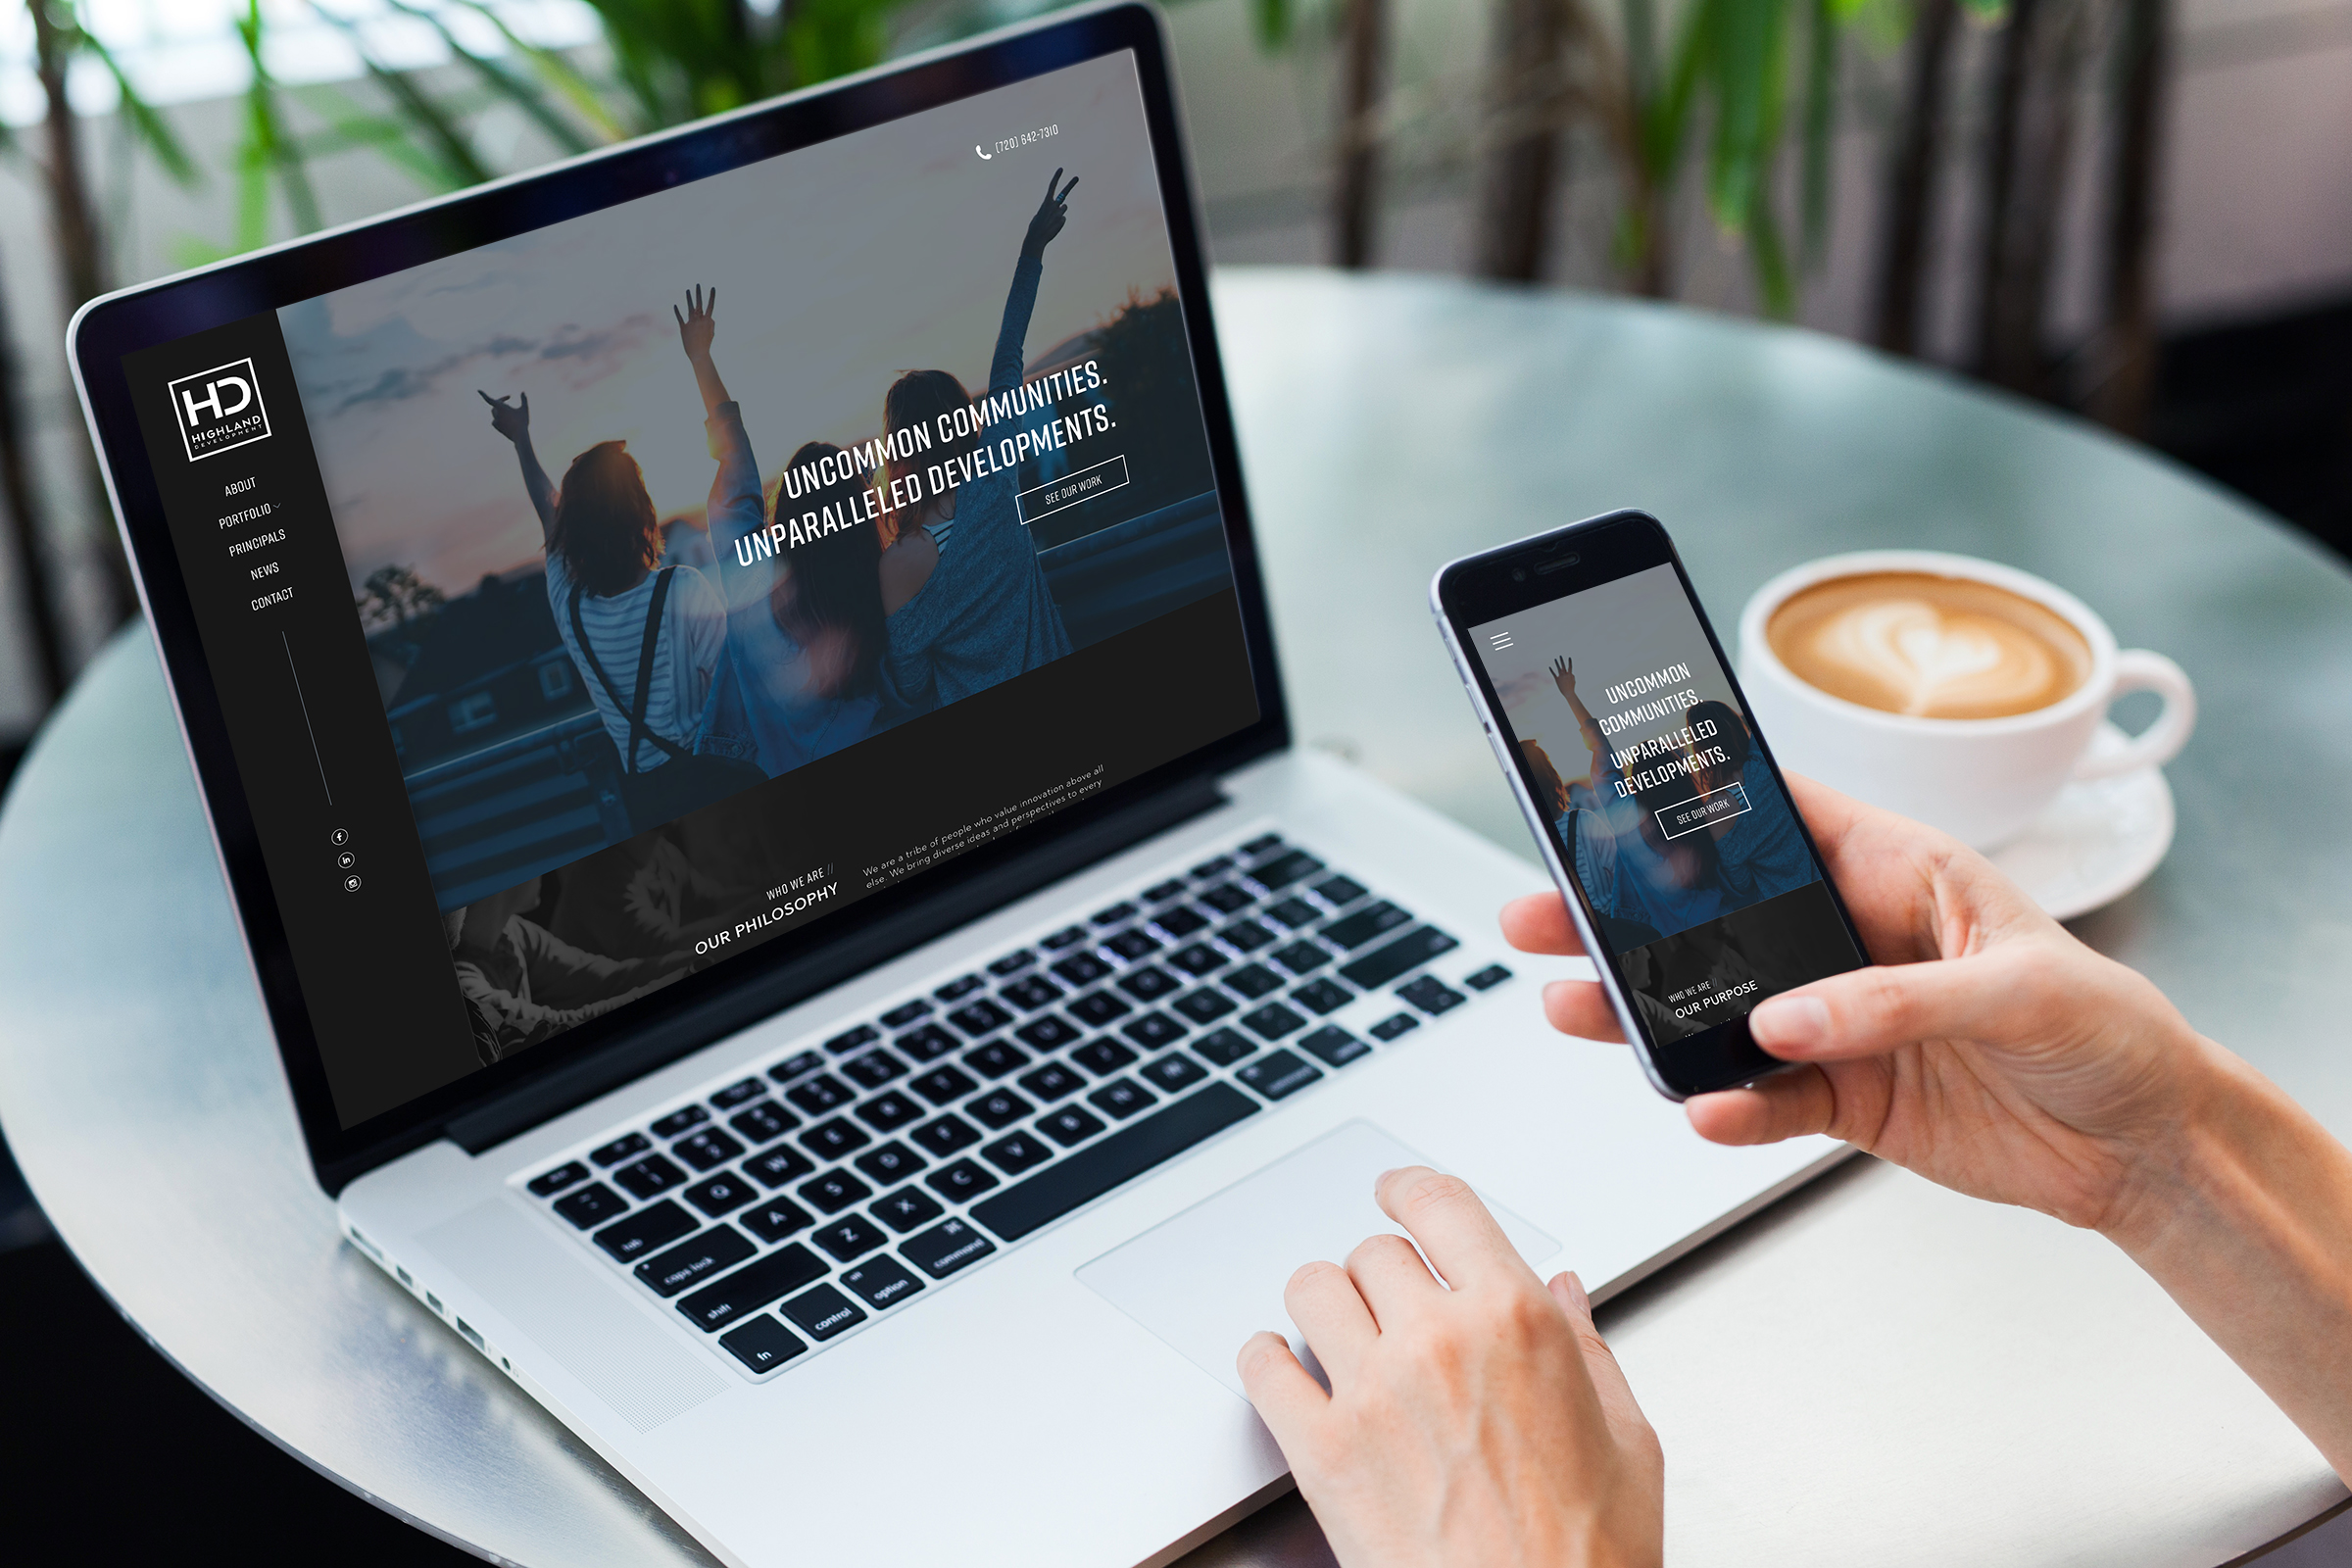 (720) 642-7310
HD
HIGHLAND
DEVELOPMENT
ABOUT
PORTFOLIO
PRINCIPALS
NEWS
CONTACT
UNCOMMON COMMUNITIES.
UNPARALLELED DEVELOPMENTS.
SEE OUR WORK
WHO WE ARE //
OUR PHILOSOPHY
We are a tribe of people who value innovation above all
else. We bring diverse ideas and perspectives to every
UNCOMMON
COMMUNITIES.
UNPARALLELED
DEVELOPMENTS.
SEE OUR WORK
WHO WE ARE //
OUR PURPOSE
tab
caps lock
A
shift
Z
X
C
V
fn
control
option
command